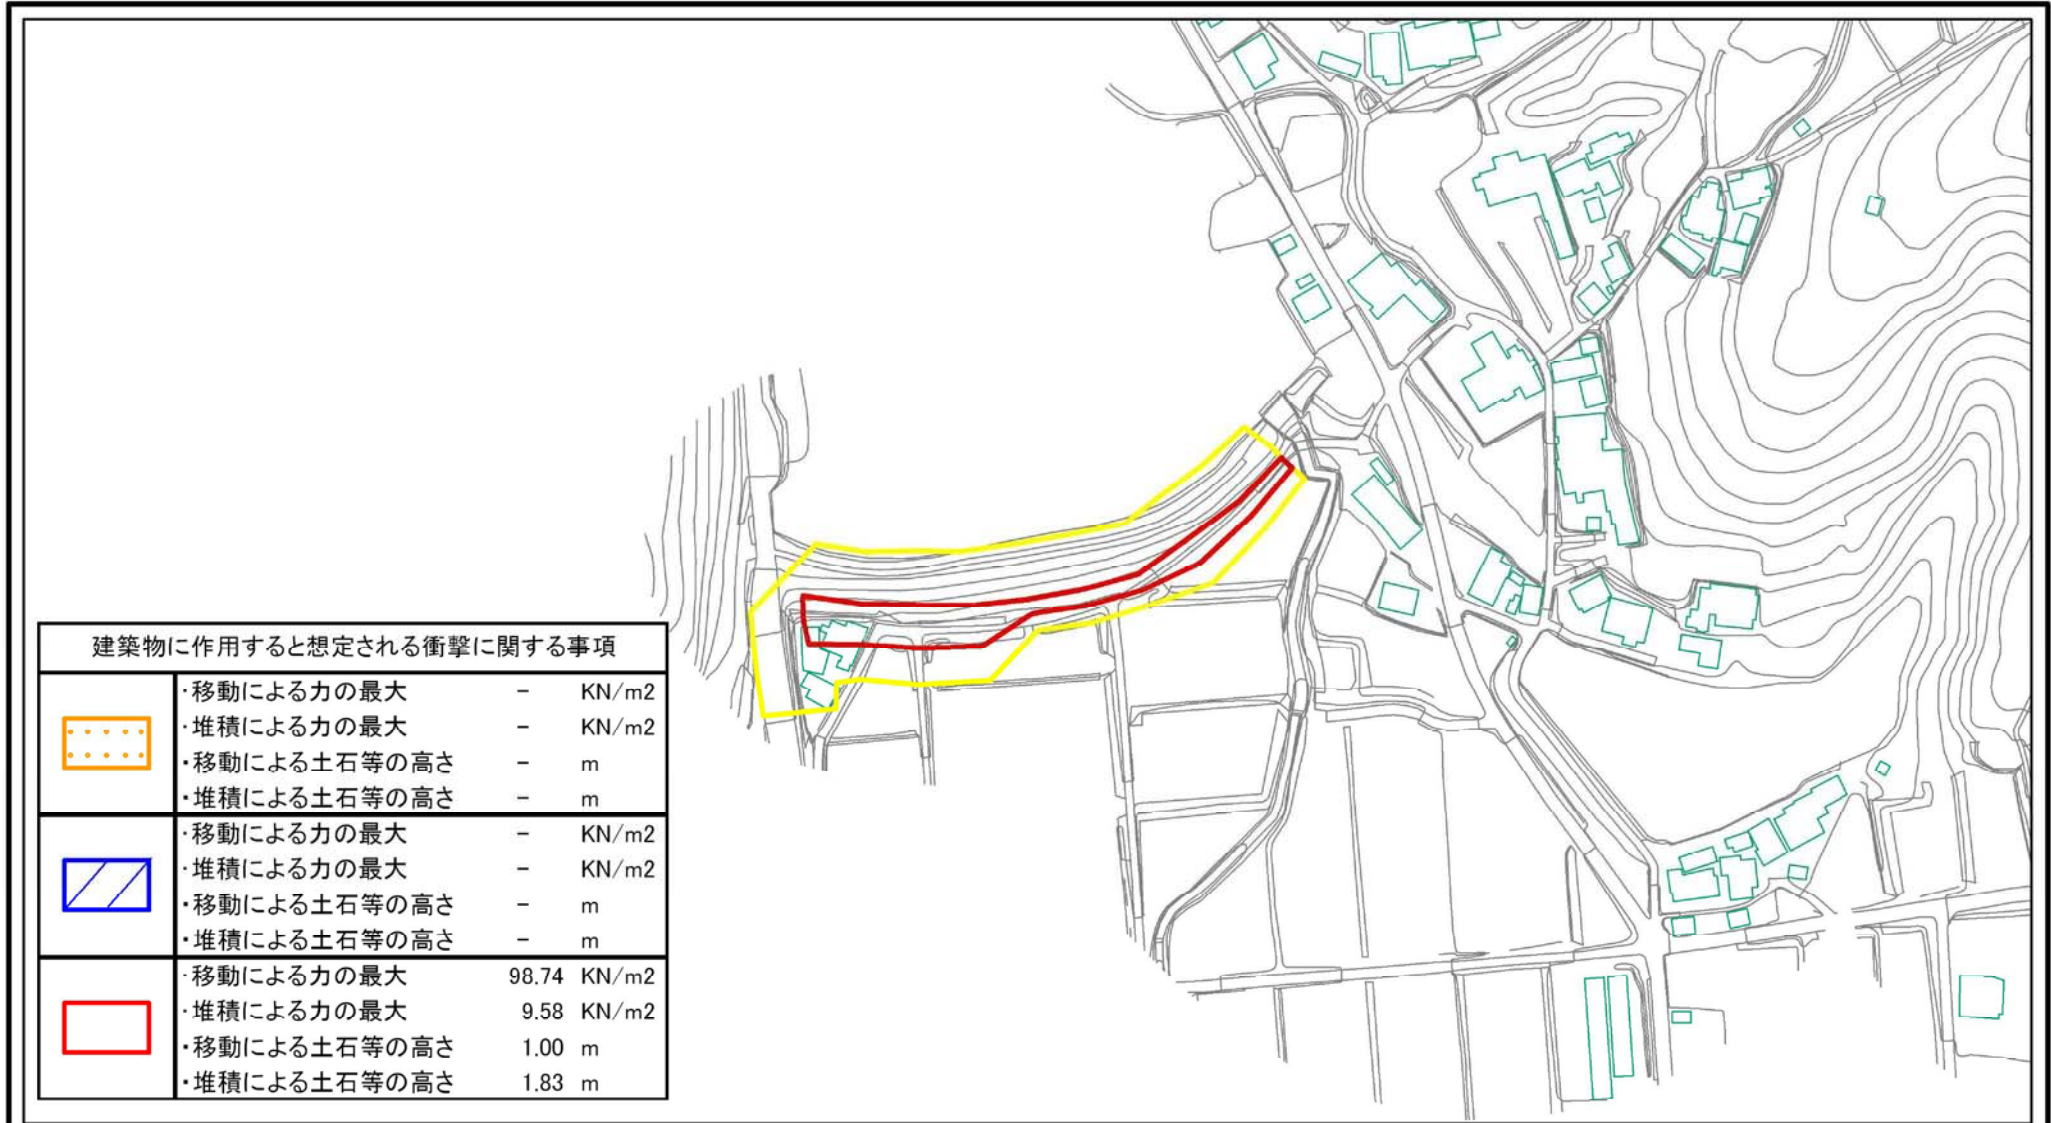 建築物に作用すると想定される衝撃に関する事項
・移動による力の最大 - KN/m2
・堆積による力の最大 - KN/m2
・移動による土石等の高さ - m
・堆積による土石等の高さ - m
・移動による力の最大 - KN/m2
・堆積による力の最大 - KN/m2
・移動による土石等の高さ - m
・堆積による土石等の高さ - m
・移動による力の最大 98.74 KN/m2
・堆積による力の最大 9.58 KN/m2
・移動による土石等の高さ 1.00 m
・堆積による土石等の高さ 1.83 m